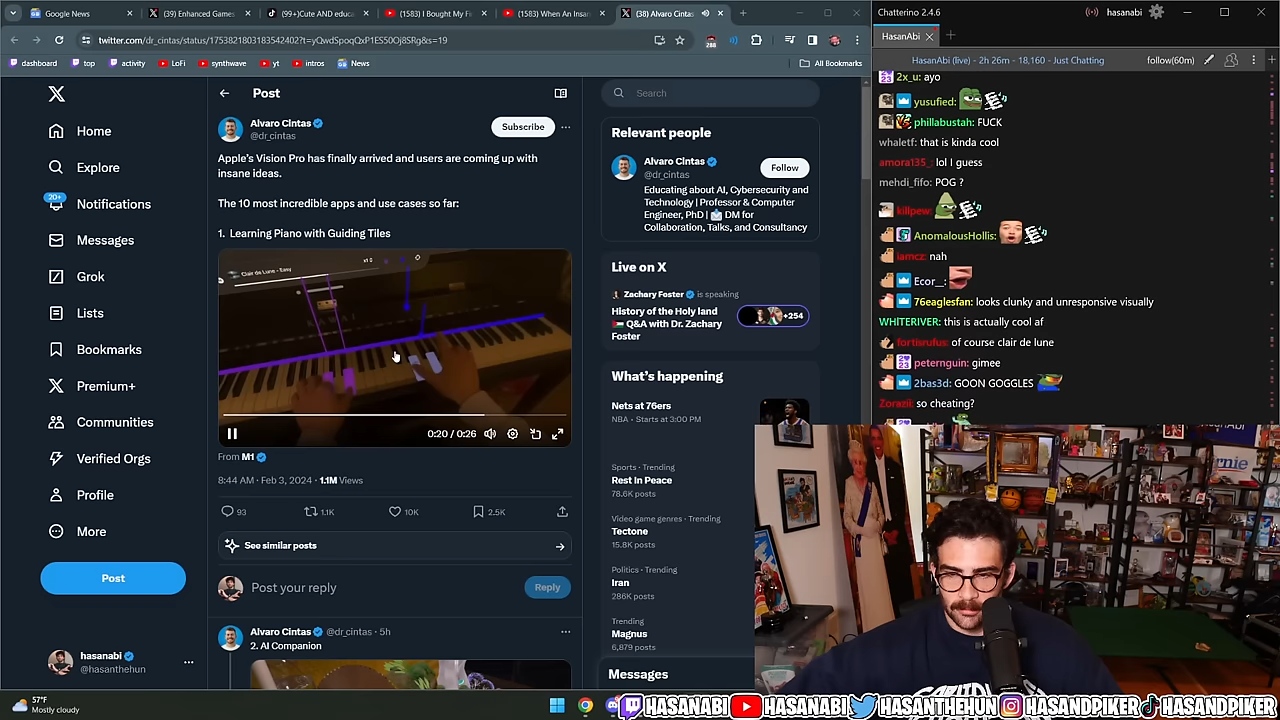 Google News
(39) Enhanced Games
(99+)Cute AND educa
(1583) I Bought My Fi
(1583) When An Insan
(38) Alvaro Cintas
twitter.com/dr_cintas/status/1753821803183542402?t=yQwdSpoqQxP1ES50Oj8SRg&s=19
288
dashboard
top
activity
LoFi
synthwave
yt
intros
News
All Bookmarks
Home
Explore
20+
Notifications
Messages
Grok
Lists
Bookmarks
Premium+
Communities
Verified Orgs
Profile
More
Post
hasanabi
@hasanthehun
Post
Alvaro Cintas
@dr_cintas
Subscribe
Apple's Vision Pro has finally arrived and users are coming up with
insane ideas.
The 10 most incredible apps and use cases so far:
1. Learning Piano with Guiding Tiles
0:20 / 0:26
From M1
8:44 AM · Feb 3, 2024 · 1.1M Views
93
1.1K
10K
2.5K
See similar posts
Post your reply
Reply
Alvaro Cintas @dr_cintas · 5h
2. AI Companion
Search
Relevant people
Alvaro Cintas
@dr_cintas
Follow
Educating about AI, Cybersecurity and
Technology | Professor & Computer
Engineer, PhD | DM for
Collaboration, Talks, and Consultancy
Live on X
Zachary Foster is speaking
History of the Holy land
Q&A with Dr. Zachary
Foster
+254
What's happening
Nets at 76ers
NBA · Starts at 3:00 PM
Sports · Trending
Rest In Peace
78.6K posts
Video game genres · Trending
Tectone
15.8K posts
Politics · Trending
Iran
286K posts
Trending
Magnus
6,879 posts
Messages
Chatterino 2.4.6
hasanabi
HasanAbi
HasanAbi (live) - 2h 26m - 18,160 - Just Chatting
follow(60m)
2x_u: ayo
yusufied:
phillabustah: FUCK
whaletf: that is kinda cool
amora135_: lol I guess
mehdi_fifo: POG ?
killpew:
AnomalousHollis:
iamcz: nah
Ecor__:
76eaglesfan: looks clunky and unresponsive visually
WHITERIVER: this is actually cool af
fortisrufus: of course clair de lune
peternguin: gimee
2bas3d: GOON GOGGLES
Zorazii: so cheating?
57°F
Mostly cloudy
HASANABI
HASANABI
HASANTHEHUN
HASANDPIKER
HASANDPIKER